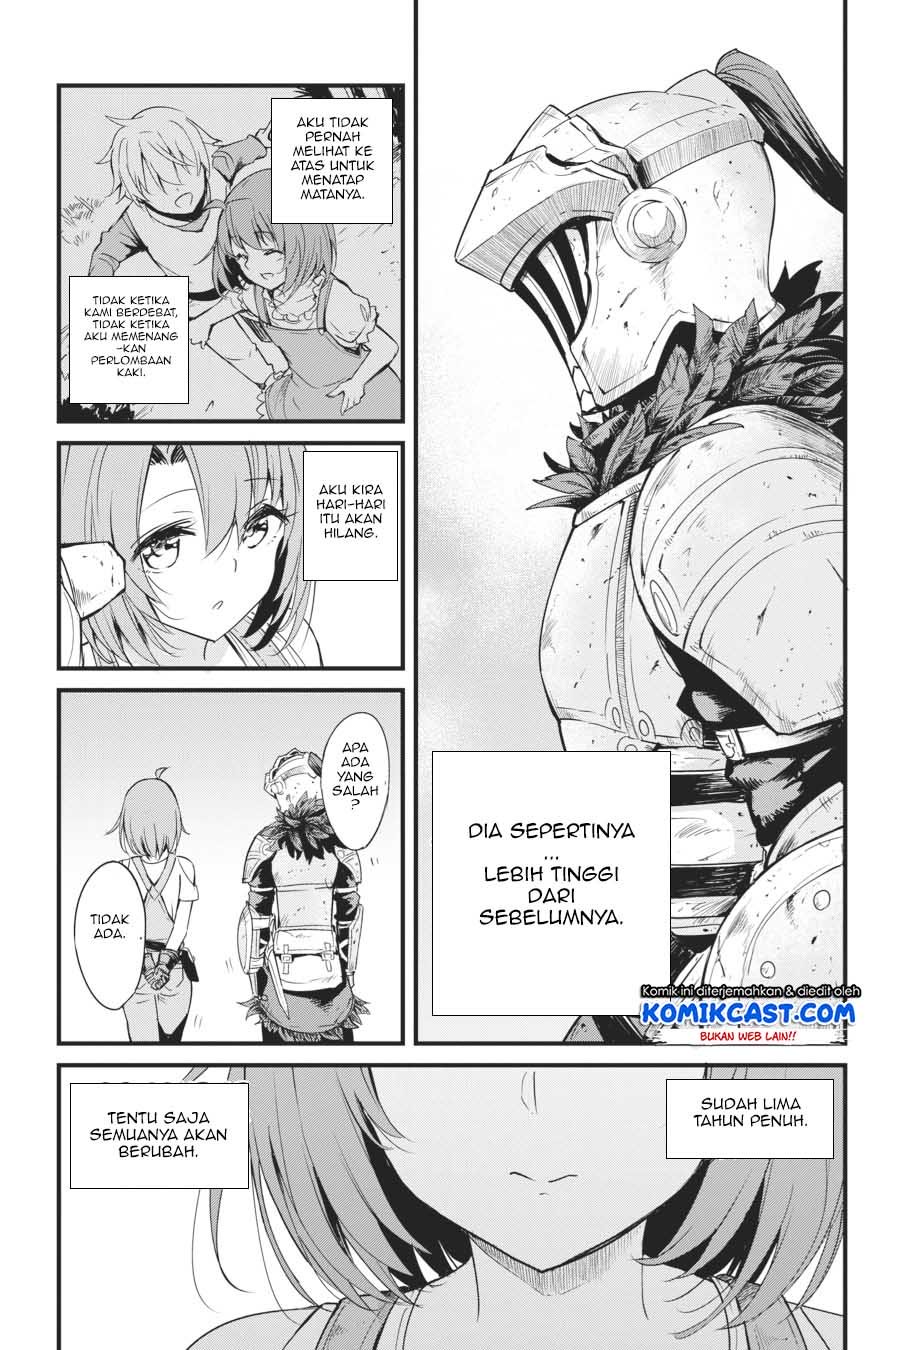 DIA SEPERTINYA
...
LEBIH TINGGI
DARI
SEBELUMNYA.
AKU TIDAK
PERNAH
MELIHAT KE
ATAS UNTUK
MENATAP
MATANYA.
TIDAK KETIKA
KAMI BERDEBAT,
TIDAK KETIKA
AKU MEMENANG
-KAN
PERLOMBAAN
KAKI.
AKU KIRA
HARI-HARI
ITU AKAN
HILANG.
APA
ADA
YANG
SALAH
?
TIDAK
ADA.
Komik ini diterjemahkan & diedit oleh
KOMIKCAST.COM
BUKAN WEB LAIN!!
SUDAH LIMA
TAHUN PENUH.
TENTU SAJA
SEMUANYA AKAN
BERUBAH.